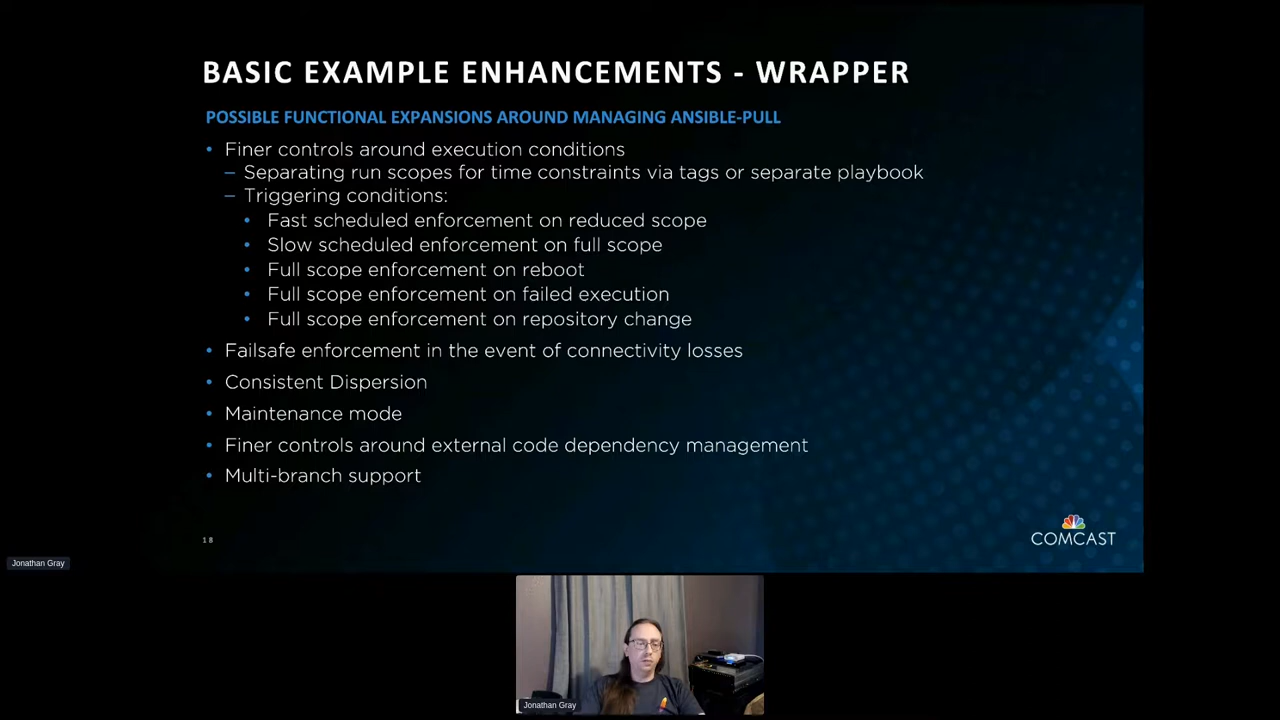 BASIC EXAMPLE ENHANCEMENTS - WRAPPER
POSSIBLE FUNCTIONAL EXPANSIONS AROUND MANAGING ANSIBLE-PULL
• Finer controls around execution conditions
– Separating run scopes for time constraints via tags or separate playbook
– Triggering conditions:
• Fast scheduled enforcement on reduced scope
• Slow scheduled enforcement on full scope
• Full scope enforcement on reboot
• Full scope enforcement on failed execution
• Full scope enforcement on repository change
• Failsafe enforcement in the event of connectivity losses
• Consistent Dispersion
• Maintenance mode
• Finer controls around external code dependency management
• Multi-branch support
18
COMCAST
Jonathan Gray
Jonathan Gray